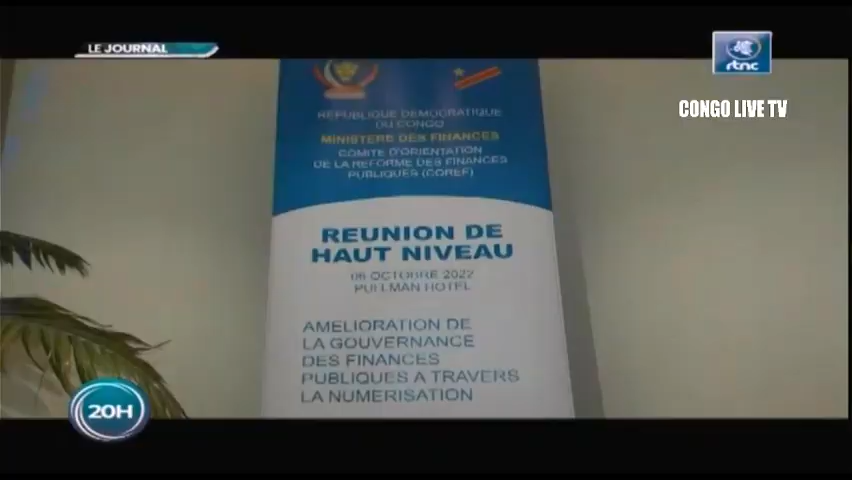 LE JOURNAL
rtnc
CONGO LIVE TV
REPUBLIQUE DEMOCRATIQUE
DU CONGO
MINISTERE DES FINANCES
COMITE D'ORIENTATION
DE LA REFORME DES FINANCES
PUBLIQUES (COREF)
REUNION DE
HAUT NIVEAU
06 OCTOBRE 2022
PULLMAN HOTEL
AMELIORATION DE
LA GOUVERNANCE
DES FINANCES
PUBLIQUES A TRAVERS
LA NUMERISATION
20H